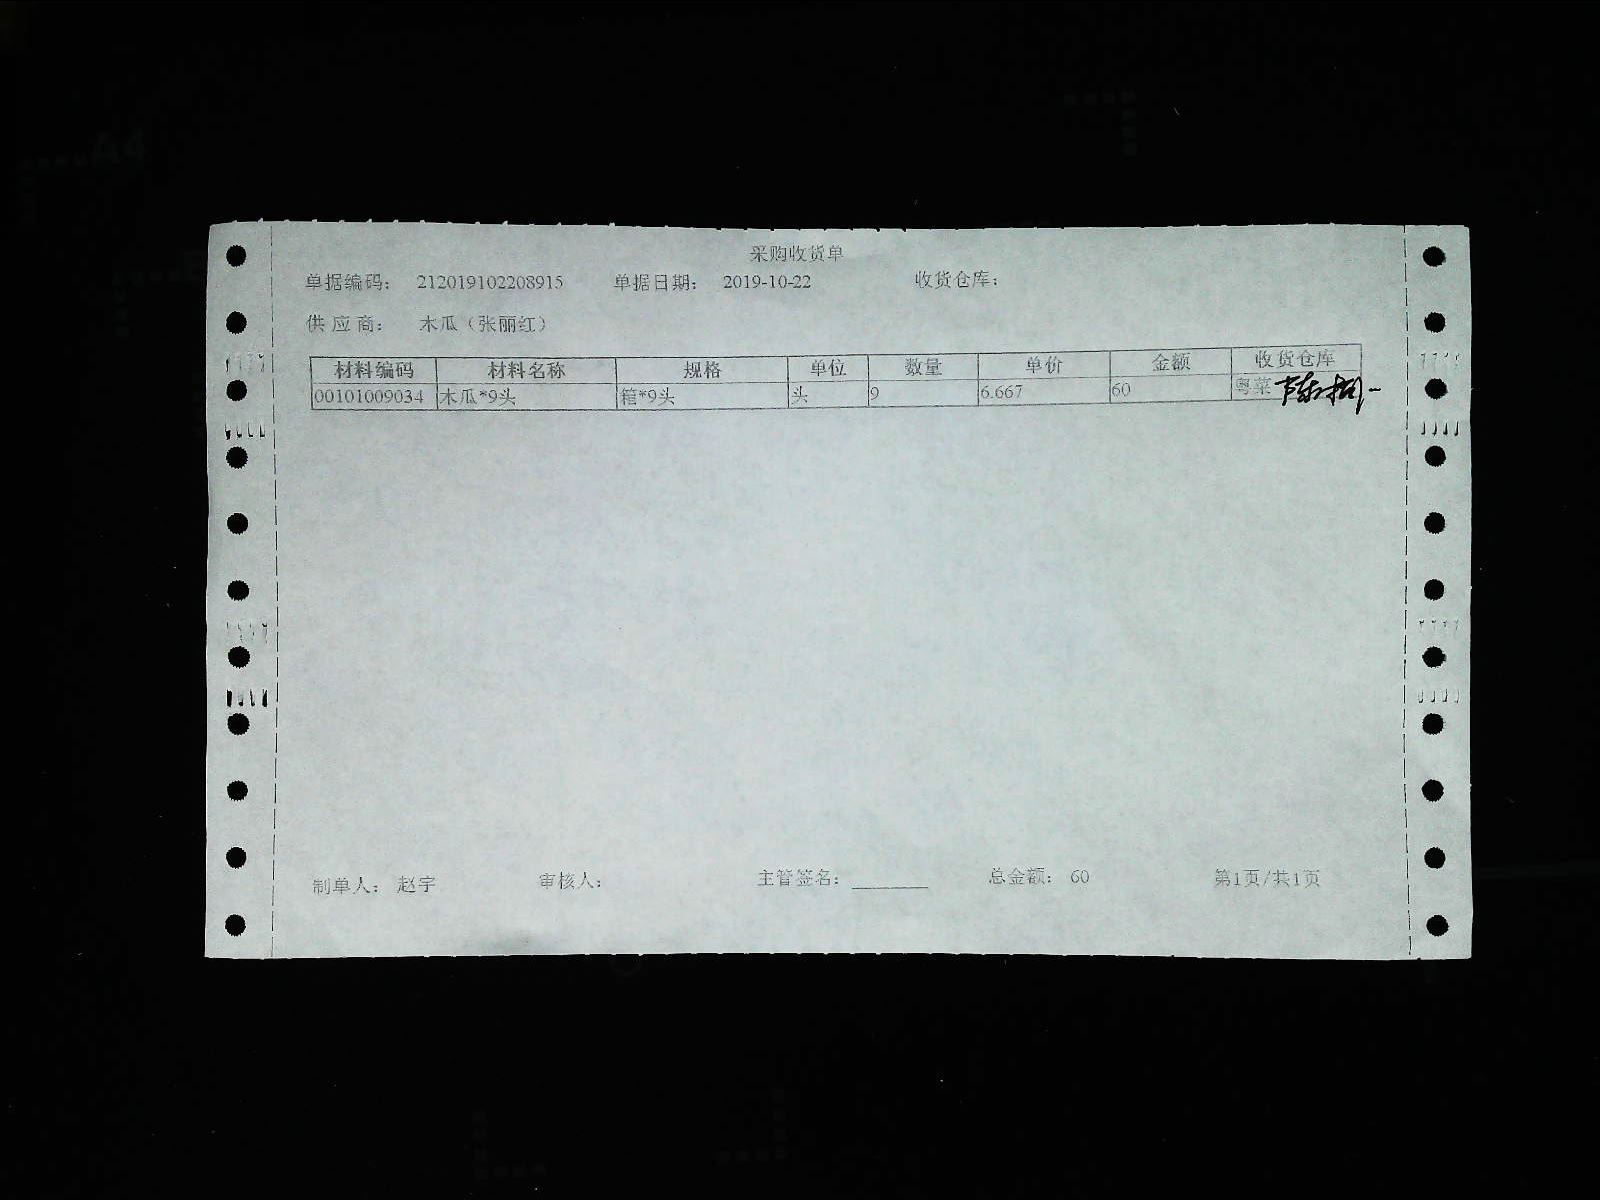 采购收货单
单据编码： 212019102208915 单据日期： 2019-10-22 收货仓库：
供应商： 木瓜（张丽红）
材料编码 材料名称 规格 单位 数量 单价 金额 收货仓库
00101009034 木瓜*9头 箱*9头 头 9 6.667 60 粤菜
制单人： 赵宇 审核人： 主管签名： 总金额： 60 第1页/共1页